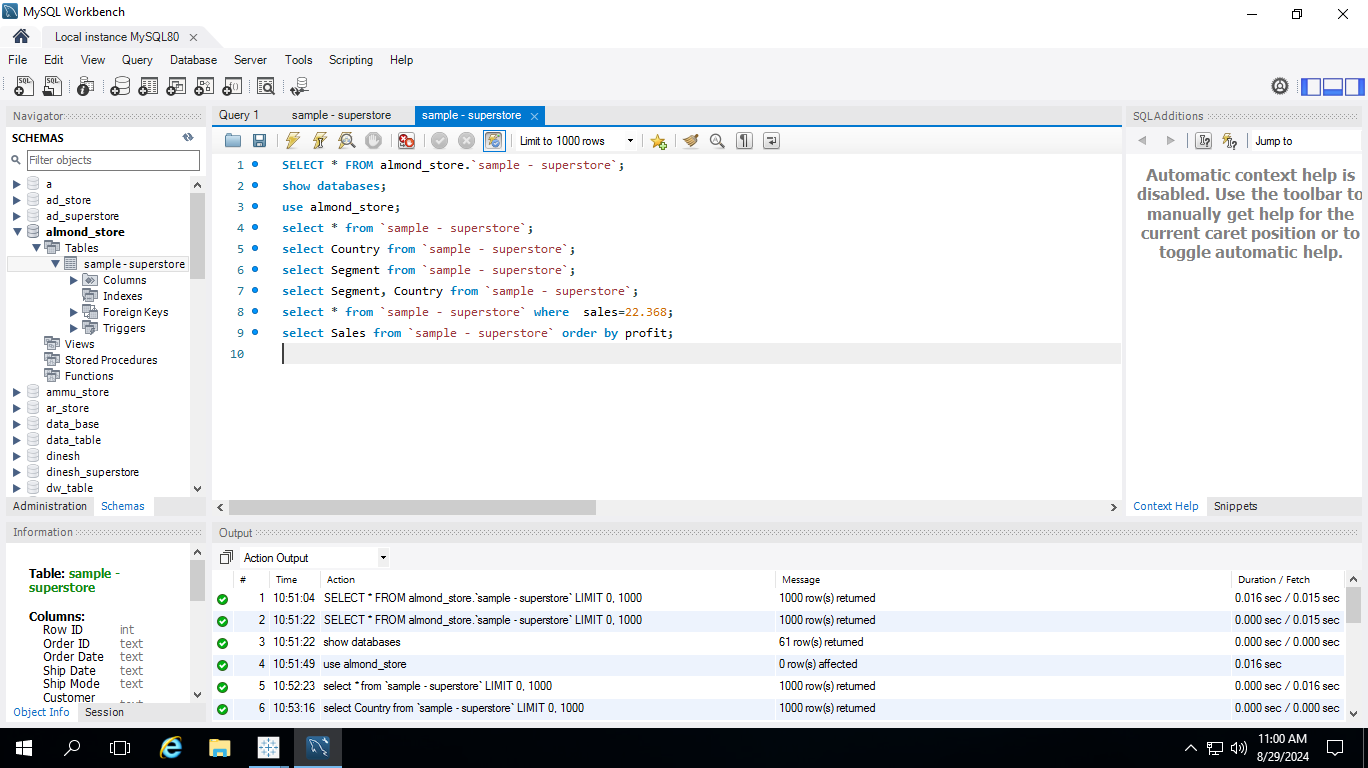 MySQL Workbench
Local instance MySQL80
File Edit View Query Database Server Tools Scripting Help
Navigator
SCHEMAS
Filter objects
a
ad_store
ad_superstore
almond_store
Tables
sample - superstore
Columns
Indexes
Foreign Keys
Triggers
Views
Stored Procedures
Functions
ammu_store
ar_store
data_base
data_table
dinesh
dinesh_superstore
dw_table
Administration Schemas
Information
Table: sample -
superstore
Columns:
Row ID int
Order ID text
Order Date text
Ship Date text
Ship Mode text
Customer
Object Info Session
Query 1 sample - superstore sample - superstore
Limit to 1000 rows
1 SELECT * FROM almond_store.`sample - superstore`;
2 show databases;
3 use almond_store;
4 select * from `sample - superstore`;
5 select Country from `sample - superstore`;
6 select Segment from `sample - superstore`;
7 select Segment, Country from `sample - superstore`;
8 select * from `sample - superstore` where  sales=22.368;
9 select Sales from `sample - superstore` order by profit;
10
SQLAdditions
Jump to
Automatic context help is
disabled. Use the toolbar to
manually get help for the
current caret position or to
toggle automatic help.
Context Help Snippets
Output
Action Output
# Time Action Message Duration / Fetch
1 10:51:04 SELECT * FROM almond_store.`sample - superstore` LIMIT 0, 1000 1000 row(s) returned 0.016 sec / 0.015 sec
2 10:51:22 SELECT * FROM almond_store.`sample - superstore` LIMIT 0, 1000 1000 row(s) returned 0.000 sec / 0.015 sec
3 10:51:22 show databases 61 row(s) returned 0.000 sec / 0.000 sec
4 10:51:49 use almond_store 0 row(s) affected 0.016 sec
5 10:52:23 select * from `sample - superstore` LIMIT 0, 1000 1000 row(s) returned 0.000 sec / 0.016 sec
6 10:53:16 select Country from `sample - superstore` LIMIT 0, 1000 1000 row(s) returned 0.000 sec / 0.000 sec
11:00 AM
8/29/2024